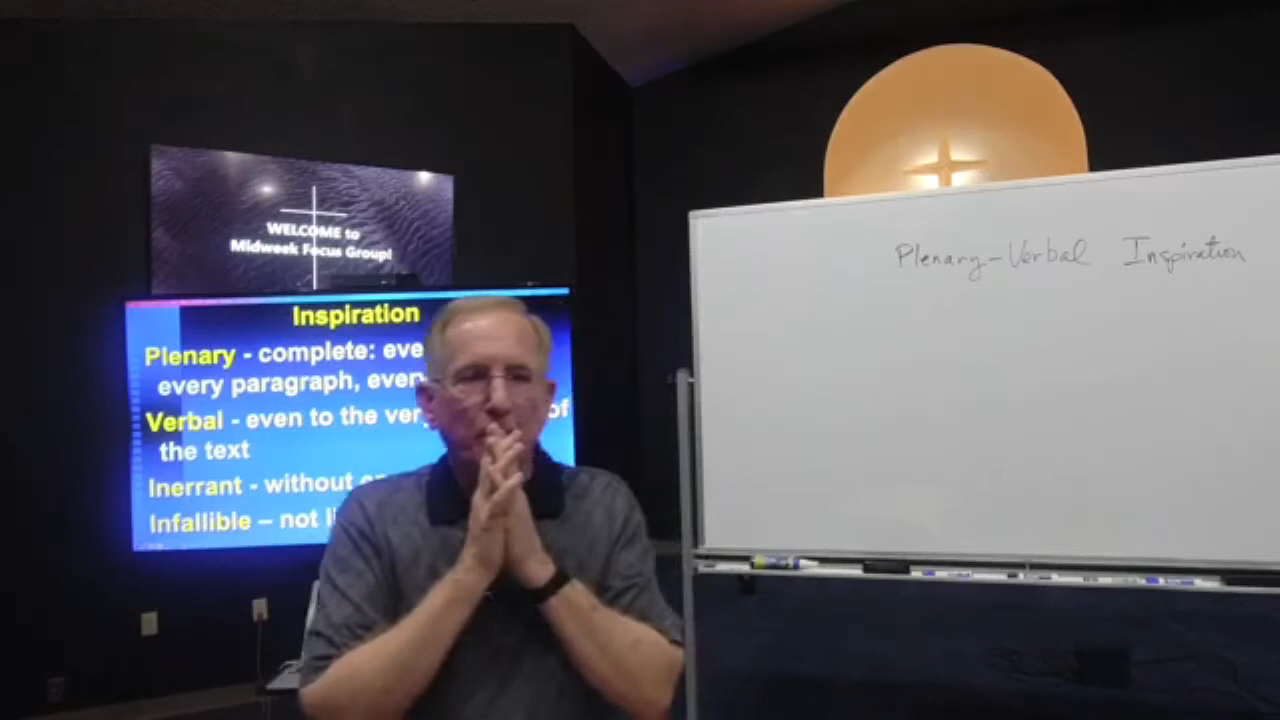 WELCOME to
Midweek Focus Group!
Inspiration
Plenary - complete: eve
every paragraph, even
Verbal - even to the ver of
the text
Inerrant - without
Infallible – not li
Plenary-Verbal Inspiration